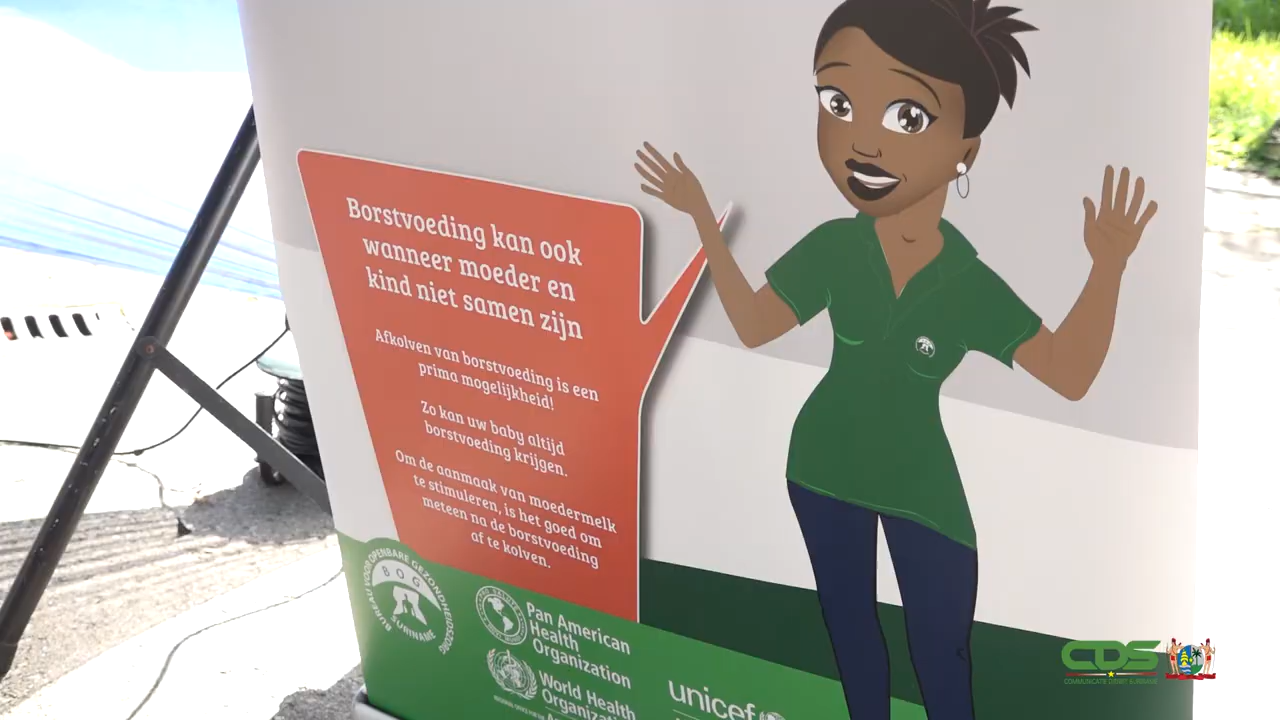 Borstvoeding kan ook
wanneer moeder en
kind niet samen zijn
Afkolven van borstvoeding is een
prima mogelijkheid!
Zo kan uw baby altijd
borstvoeding krijgen.
Om de aanmaak van moedermelk
te stimuleren, is het goed om
meteen na de borstvoeding
af te kolven.
BUREAU VOOR OPENBARE GEZONDHEIDSZORG
BOG
SURINAME
Pan American
Health
Organization
World Health
Organization
unicef
CDS
COMMUNICATIE DIENST SURINAME